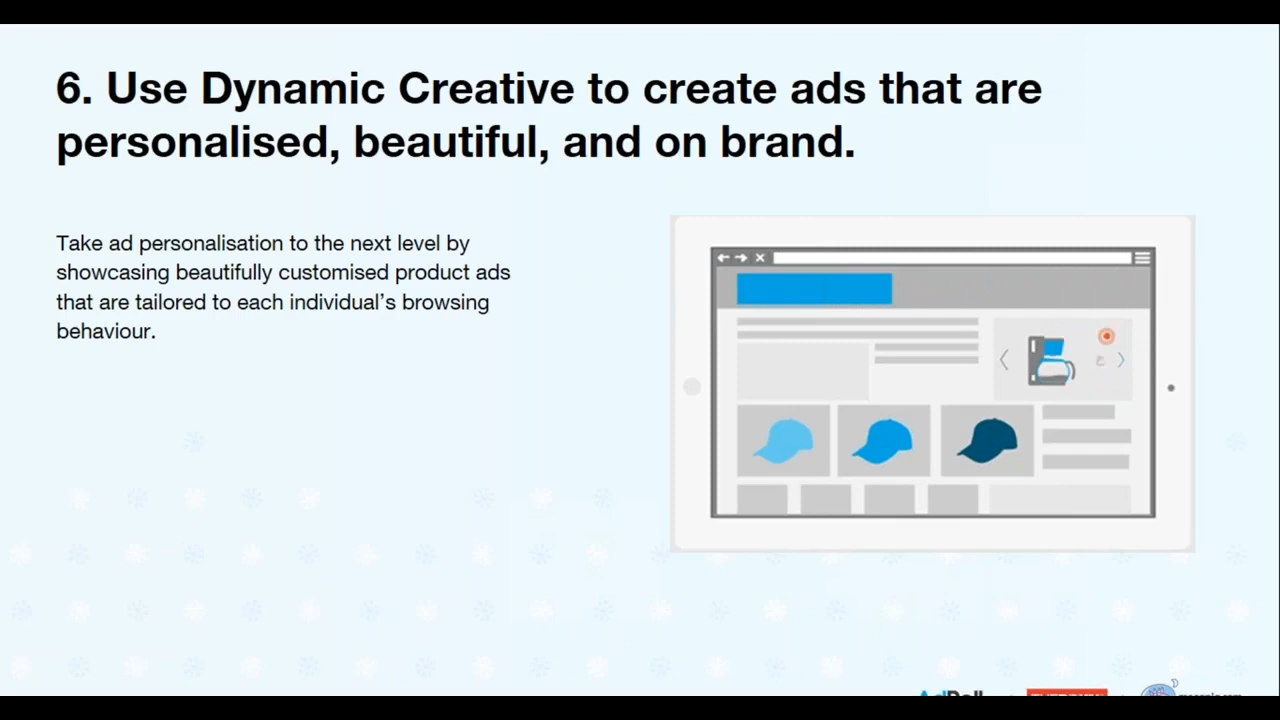 6. Use Dynamic Creative to create ads that are
personalised, beautiful, and on brand.
Take ad personalisation to the next level by
showcasing beautifully customised product ads
that are tailored to each individual’s browsing
behaviour.
AdRoll